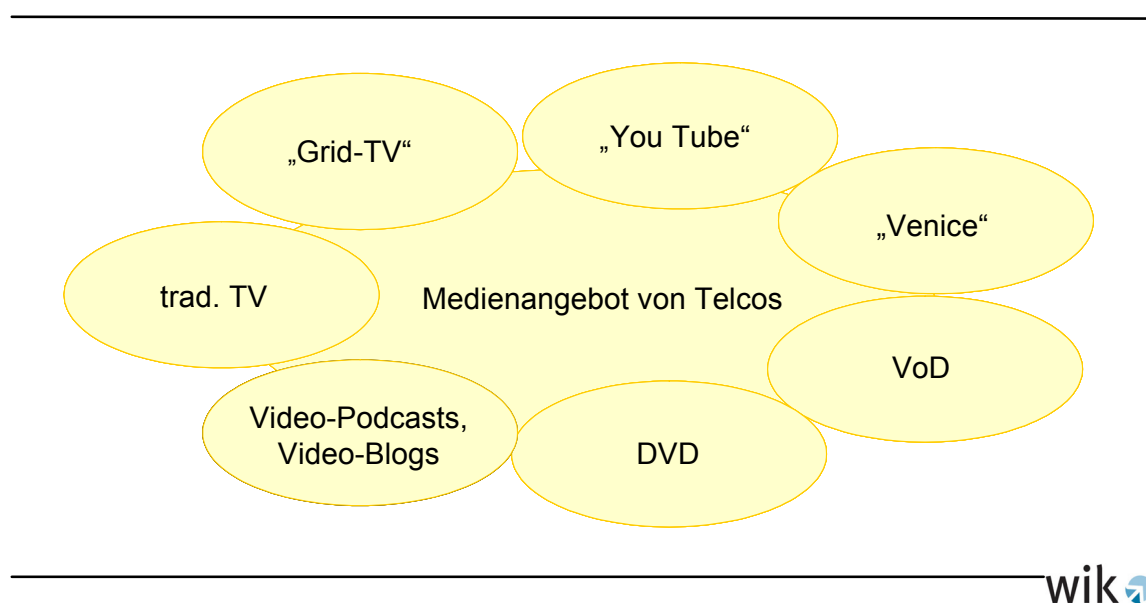 „Grid-TV“
„You Tube“
„Venice“
trad. TV
Medienangebot von Telcos
VoD
Video-Podcasts,
Video-Blogs
DVD
wik